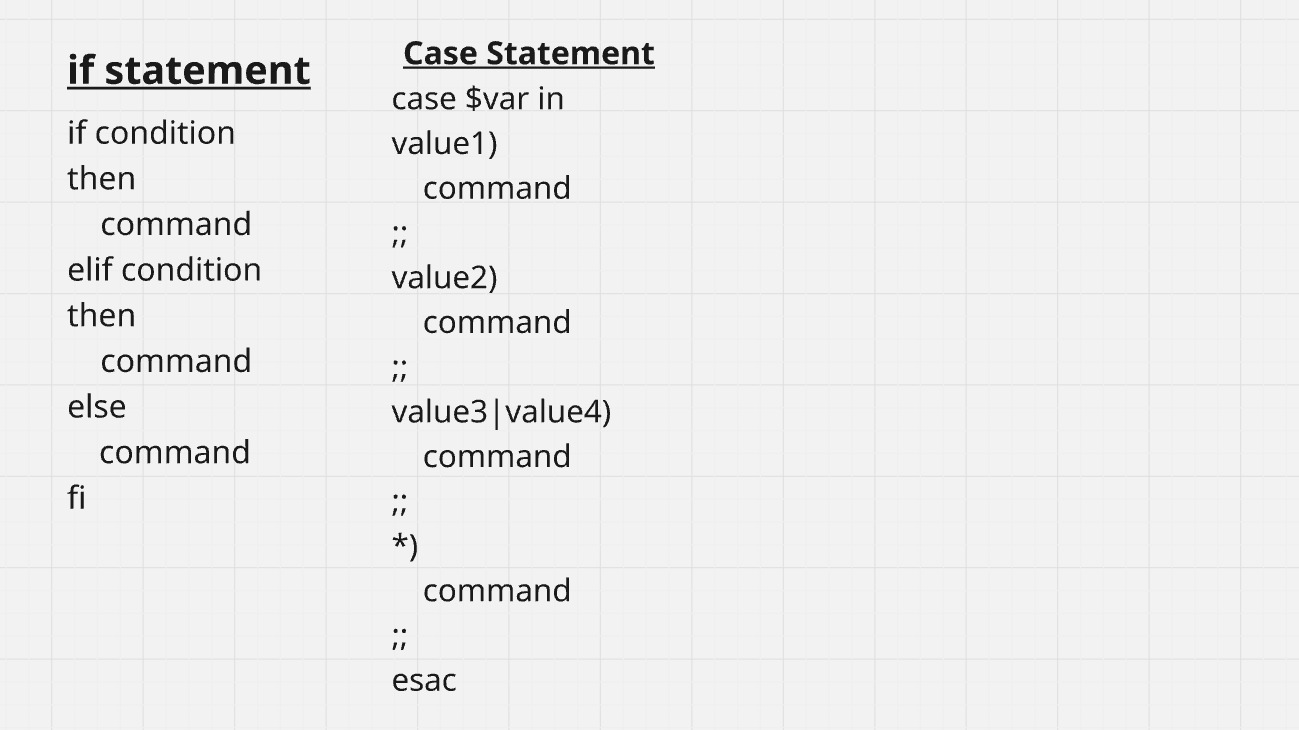 if statement
if condition
then
command
elif condition
then
command
else
command
fi
Case Statement
case $var in
value1)
command
;;
value2)
command
;;
value3|value4)
command
;;
*)
command
;;
esac